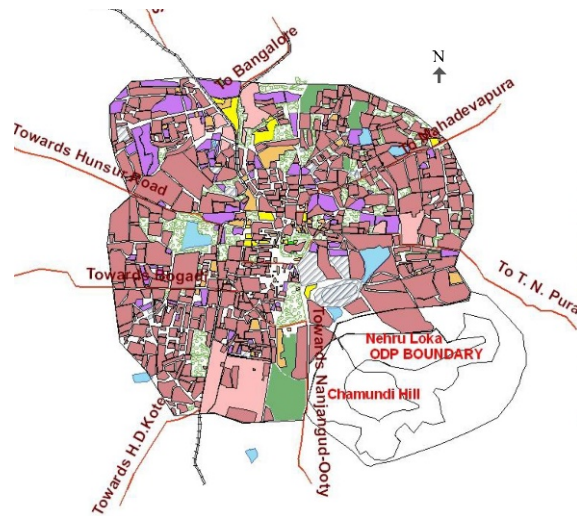 To Bangalore
N
To Mahadevapura
Towards Hunsur Road
Towards Bogadi
To T. N. Pura
Nehru Loka
ODP BOUNDARY
Chamundi Hill
Towards Nanjangud-Ooty
Towards H.D.Kote